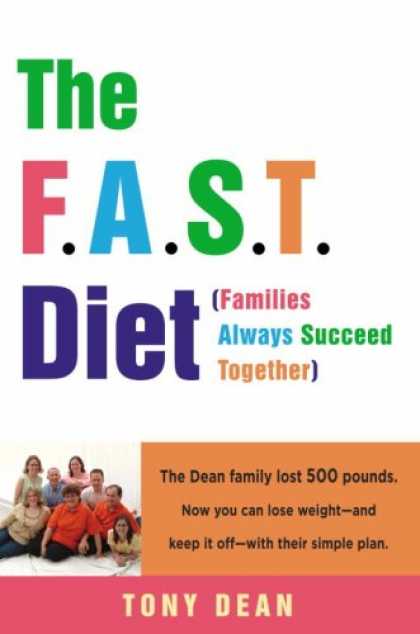 The
F.A.S.T.
Diet
(Families
Always Succeed
Together)
The Dean family lost 500 pounds.
Now you can lose weight—and
keep it off—with their simple plan.
TONY DEAN